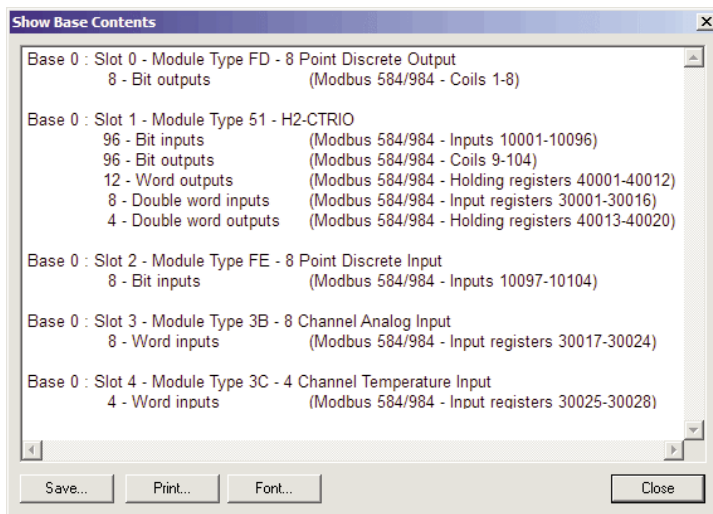 Show Base Contents
Base 0 : Slot 0 - Module Type FD - 8 Point Discrete Output
8 - Bit outputs (Modbus 584/984 - Coils 1-8)
Base 0 : Slot 1 - Module Type 51 - H2-CTRIO
96 - Bit inputs (Modbus 584/984 - Inputs 10001-10096)
96 - Bit outputs (Modbus 584/984 - Coils 9-104)
12 - Word outputs (Modbus 584/984 - Holding registers 40001-40012)
8 - Double word inputs (Modbus 584/984 - Input registers 30001-30016)
4 - Double word outputs (Modbus 584/984 - Holding registers 40013-40020)
Base 0 : Slot 2 - Module Type FE - 8 Point Discrete Input
8 - Bit inputs (Modbus 584/984 - Inputs 10097-10104)
Base 0 : Slot 3 - Module Type 3B - 8 Channel Analog Input
8 - Word inputs (Modbus 584/984 - Input registers 30017-30024)
Base 0 : Slot 4 - Module Type 3C - 4 Channel Temperature Input
4 - Word inputs (Modbus 584/984 - Input registers 30025-30028)
Save... Print... Font... Close